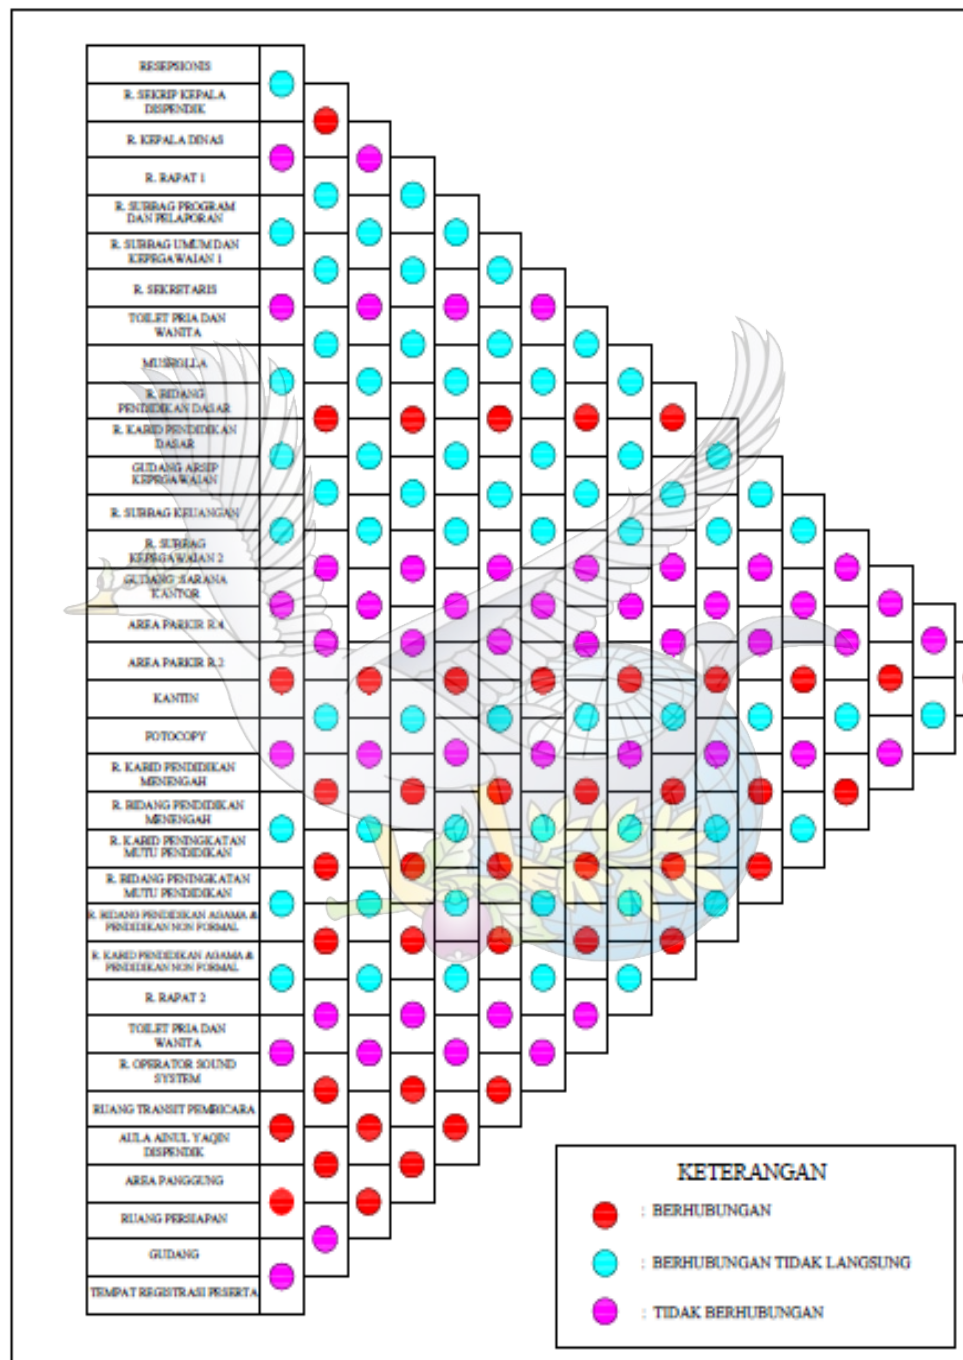 RESEPSIONIS
R. SEKRIP KEPALA
DISPENDIK
R. KEPALA DINAS
R. RAPAT 1
R. SUBBAG PROGRAM
DAN PELAPORAN
R. SUBBAG UMUM DAN
KEPEGAWAIAN 1
R. SEKRETARIS
TOILET PRIA DAN
WANITA
MUSHOLLA
R. BIDANG
PENDIDIKAN DASAR
R. KABID PENDIDIKAN
DASAR
GUDANG ARSIP
KEPEGAWAIAN
R. SUBBAG KEUANGAN
R. SUBBAG
KEPEGAWAIAN 2
GUDANG SARANA
KANTOR
AREA PARKIR R.4
AREA PARKIR R.2
KANTIN
FOTOCOPY
R. KABID PENDIDIKAN
MENENGAH
R. BIDANG PENDIDIKAN
MENENGAH
R. KABID PENINGKATAN
MUTU PENDIDIKAN
R. BIDANG PENINGKATAN
MUTU PENDIDIKAN
R. BIDANG PENDIDIKAN AGAMA &
PENDIDIKAN NON FORMAL
R. KABID PENDIDIKAN AGAMA &
PENDIDIKAN NON FORMAL
R. RAPAT 2
TOILET PRIA DAN
WANITA
R. OPERATOR SOUND
SYSTEM
RUANG TRANSIT PEMBICARA
AULA AINUL YAQIN
DISPENDIK
AREA PANGGUNG
RUANG PERSIAPAN
GUDANG
TEMPAT REGISTRASI PESERTA
KETERANGAN
: BERHUBUNGAN
: BERHUBUNGAN TIDAK LANGSUNG
: TIDAK BERHUBUNGAN